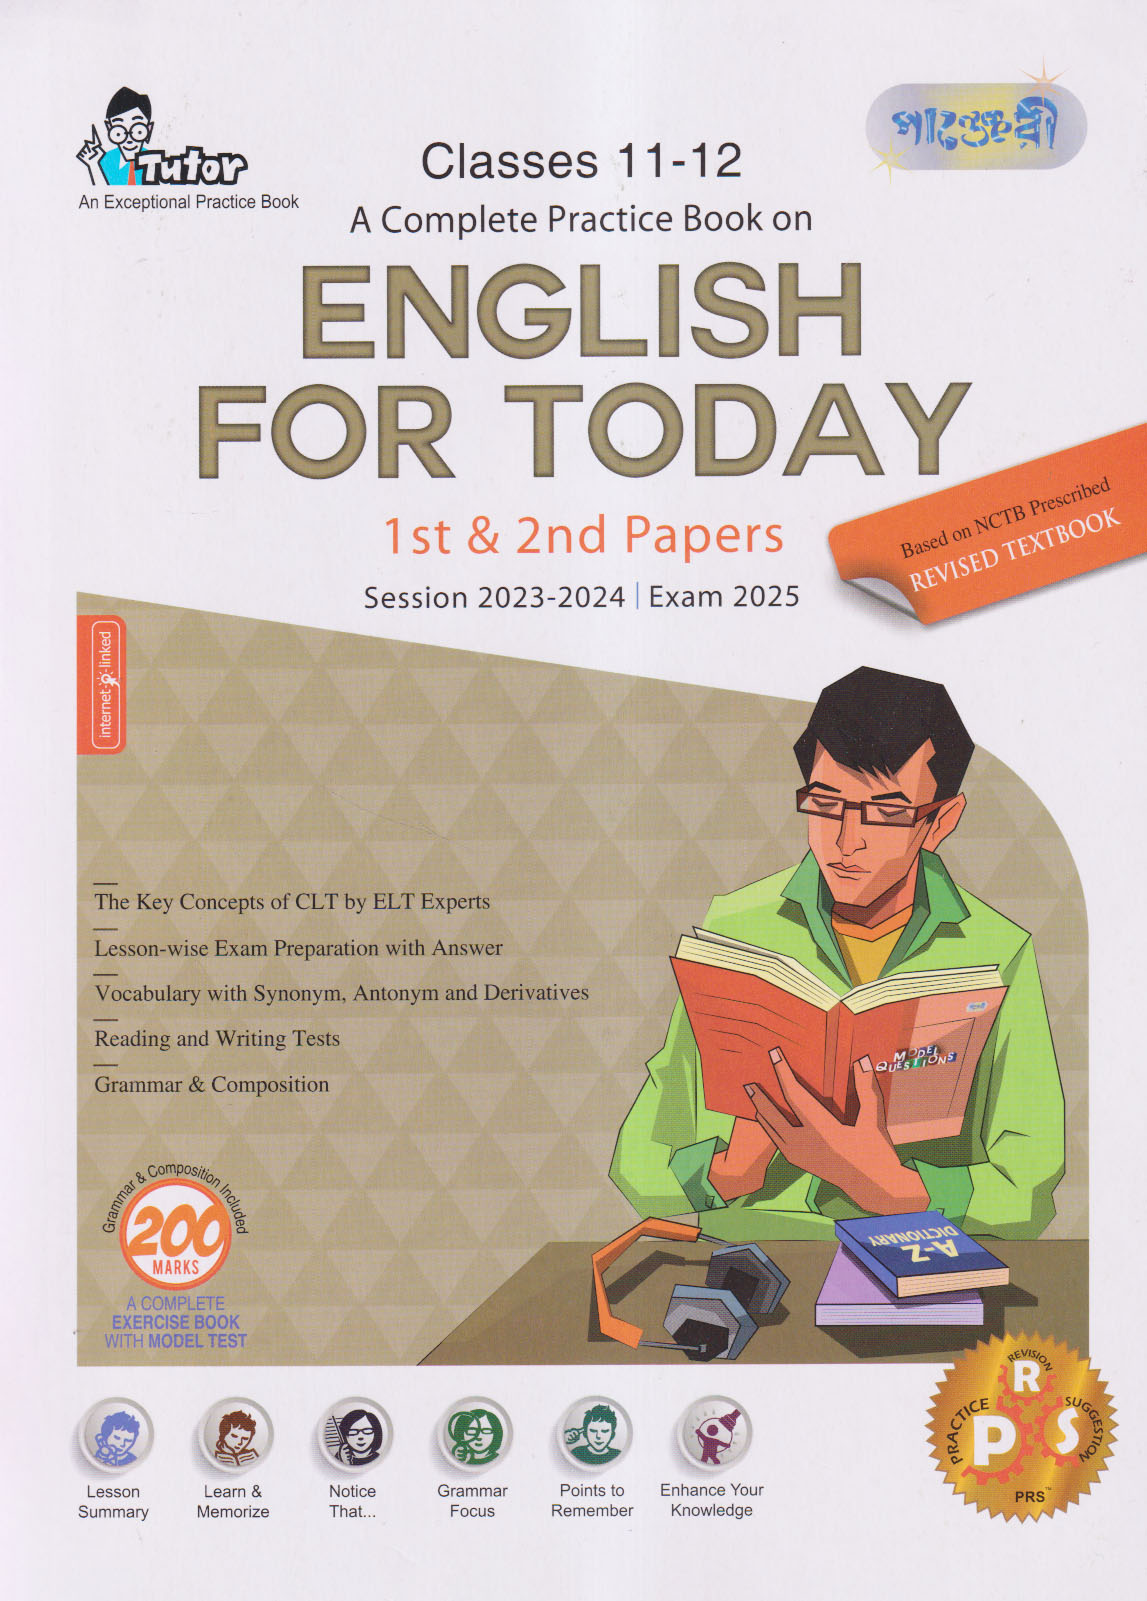 Tutor
An Exceptional Practice Book
পাঞ্জেরী
Classes 11-12
A Complete Practice Book on
ENGLISH
FOR TODAY
1st & 2nd Papers
Session 2023-2024 | Exam 2025
Based on NCTB Prescribed
REVISED TEXTBOOK
internet linked
The Key Concepts of CLT by ELT Experts
Lesson-wise Exam Preparation with Answer
Vocabulary with Synonym, Antonym and Derivatives
Reading and Writing Tests
Grammar & Composition
MODEL
QUESTIONS
A-Z
DICTIONARY
Grammar & Composition Included
200
MARKS
A COMPLETE
EXERCISE BOOK
WITH MODEL TEST
Lesson
Summary
Learn &
Memorize
Notice
That...
Grammar
Focus
Points to
Remember
Enhance Your
Knowledge
PRACTICE
REVISION
SUGGESTION
P
R
S
PRS™